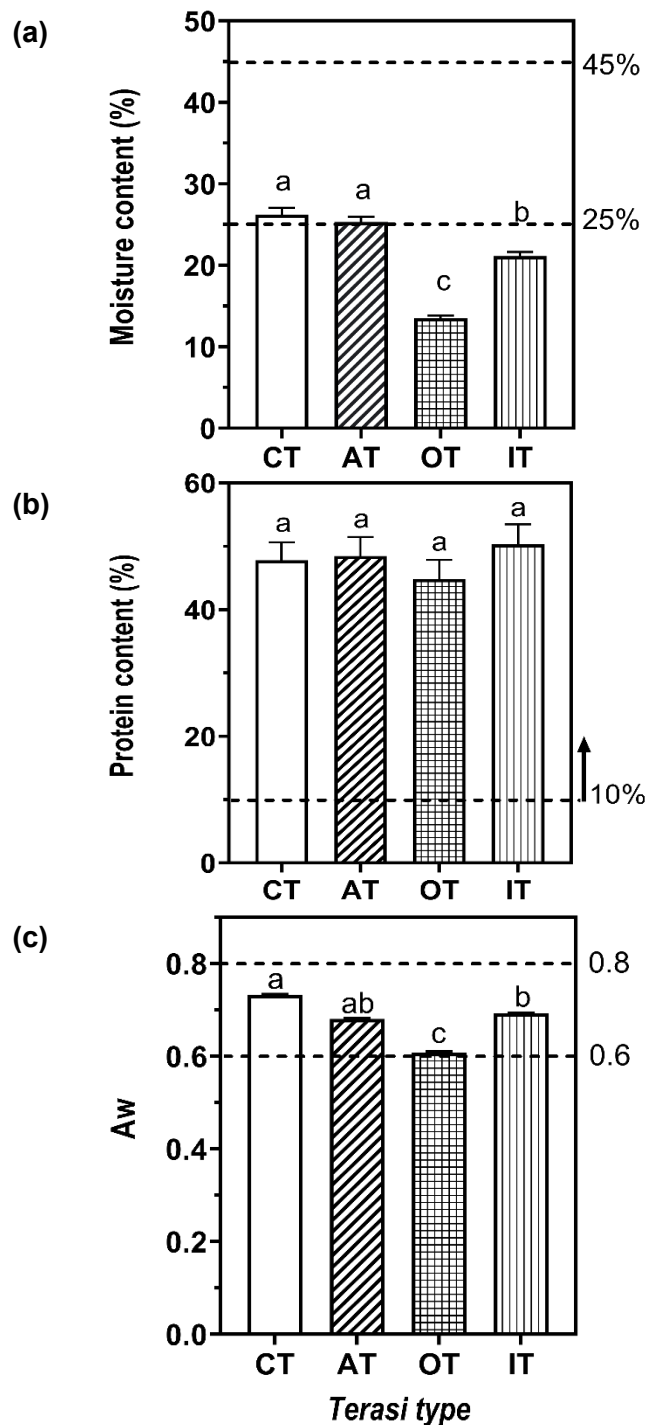 (a)
Moisture content (%)
50
40
30
20
10
0
45%
25%
a
a
c
b
CT AT OT IT
(b)
Protein content (%)
60
40
20
0
10%
a
a
a
a
CT AT OT IT
(c)
Aw
0.8
0.6
0.4
0.2
0.0
0.8
0.6
a
ab
c
b
CT AT OT IT
Terasi type